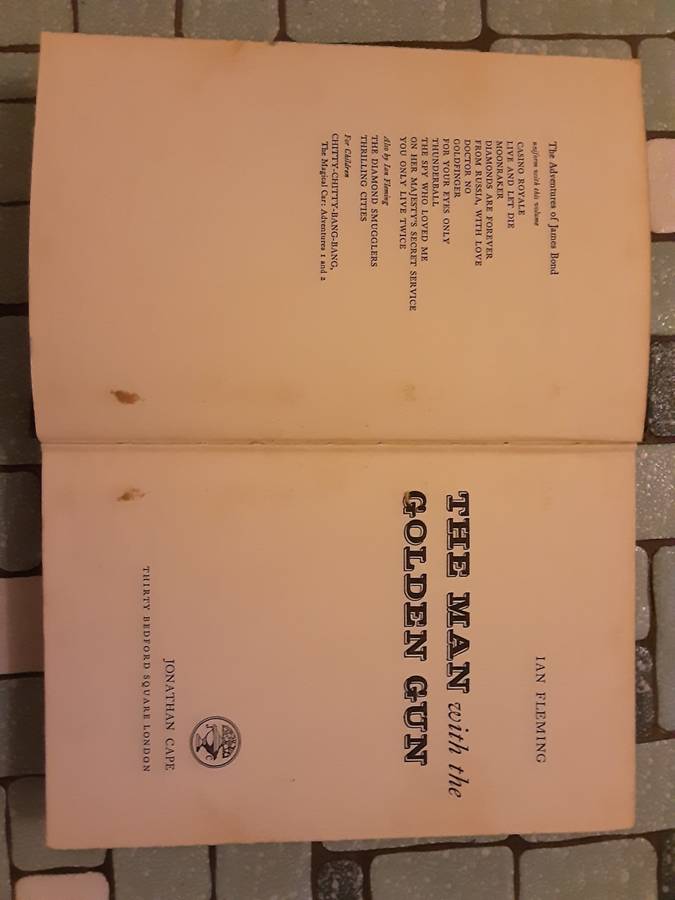 The Adventures of James Bond
uniform with this volume
CASINO ROYALE
LIVE AND LET DIE
MOONRAKER
DIAMONDS ARE FOREVER
FROM RUSSIA, WITH LOVE
DOCTOR NO
GOLDFINGER
FOR YOUR EYES ONLY
THUNDERBALL
THE SPY WHO LOVED ME
ON HER MAJESTY'S SECRET SERVICE
YOU ONLY LIVE TWICE
Also by Ian Fleming
THE DIAMOND SMUGGLERS
THRILLING CITIES
For Children
CHITTY-CHITTY-BANG-BANG,
The Magical Car: Adventures 1 and 2
IAN FLEMING
THE MAN with the
GOLDEN GUN
JONATHAN CAPE
THIRTY BEDFORD SQUARE LONDON